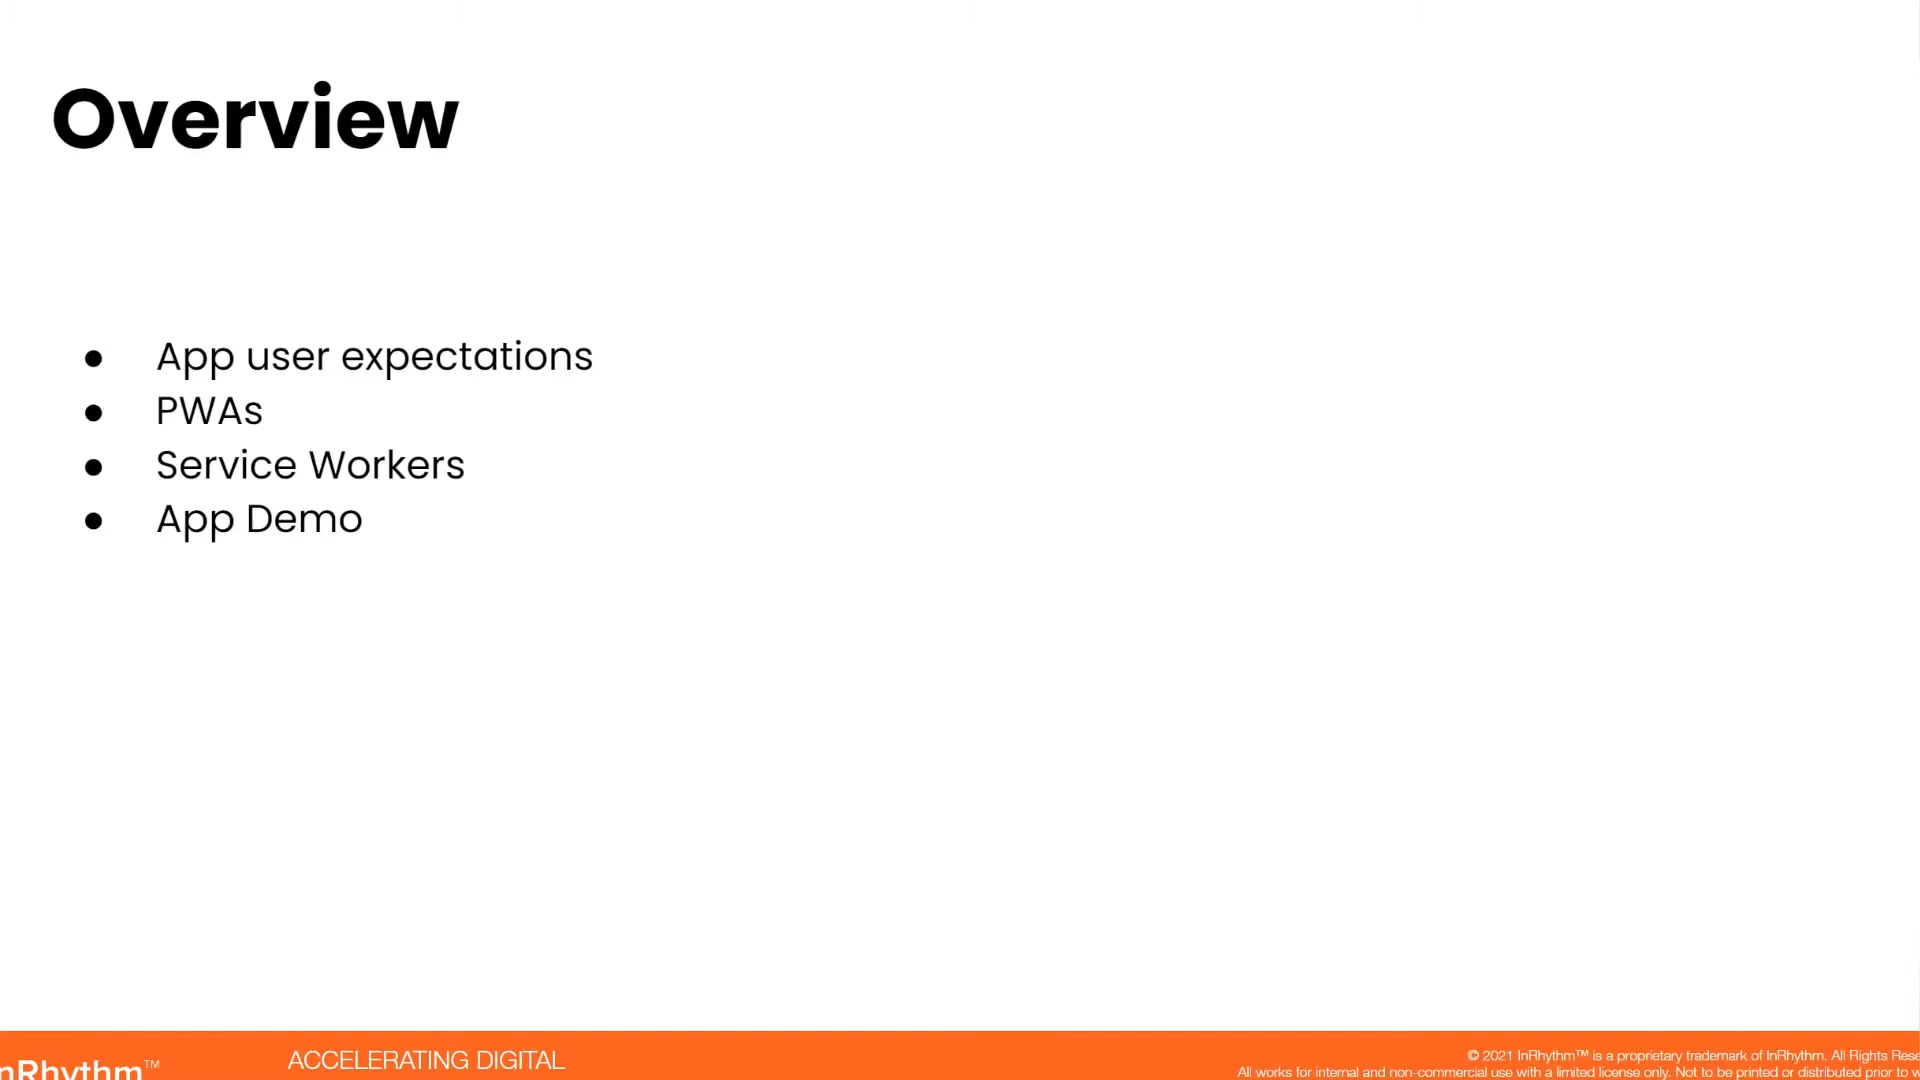 Overview
● App user expectations
● PWAs
● Service Workers
● App Demo
nRhythm™
ACCELERATING DIGITAL
© 2021 InRhythm™ is a proprietary trademark of InRhythm. All Rights Rese
All works for internal and non-commercial use with a limited license only. Not to be printed or distributed prior to w